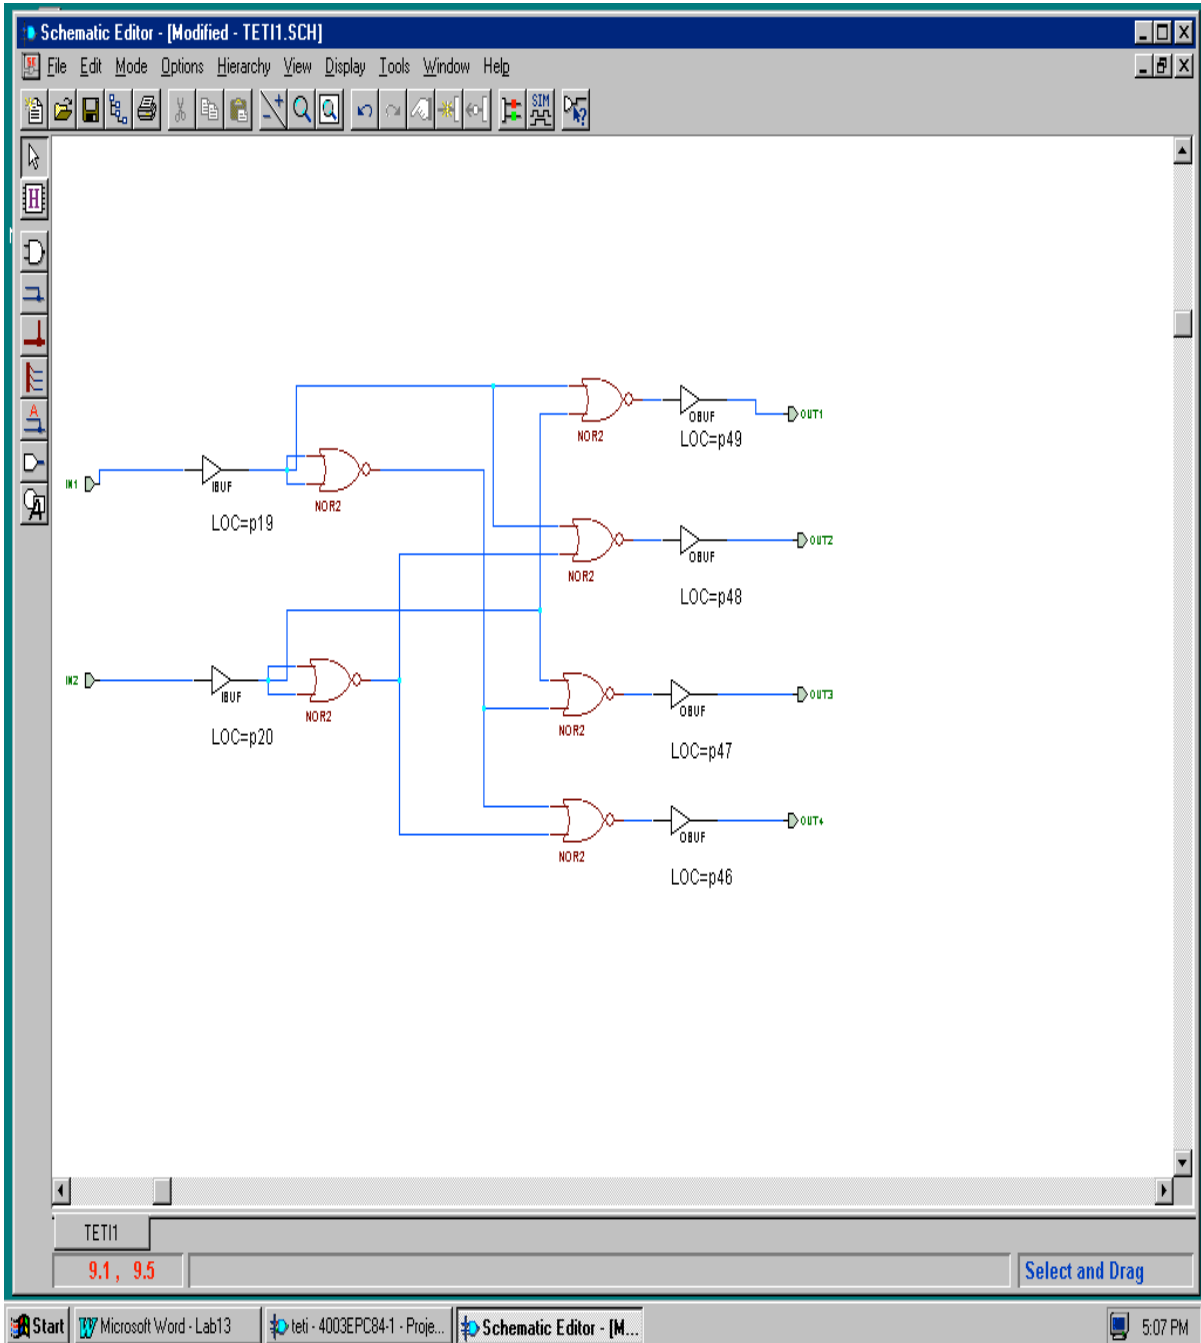 Schematic Editor - [Modified - TETI1.SCH]
File Edit Mode Options Hierarchy View Display Tools Window Help
SIM
H
A
A
OUT1
OBUF
NOR2
LOC=p49
IN1
IBUF
NOR2
LOC=p19
OUT2
OBUF
NOR2
LOC=p48
IN2
IBUF
NOR2
LOC=p20
OUT3
OBUF
NOR2
LOC=p47
OUT4
OBUF
NOR2
LOC=p46
TETI1
9.1 , 9.5
Select and Drag
Start
Microsoft Word - Lab13
teti - 4003EPC84-1 - Proje...
Schematic Editor - [M...
5:07 PM